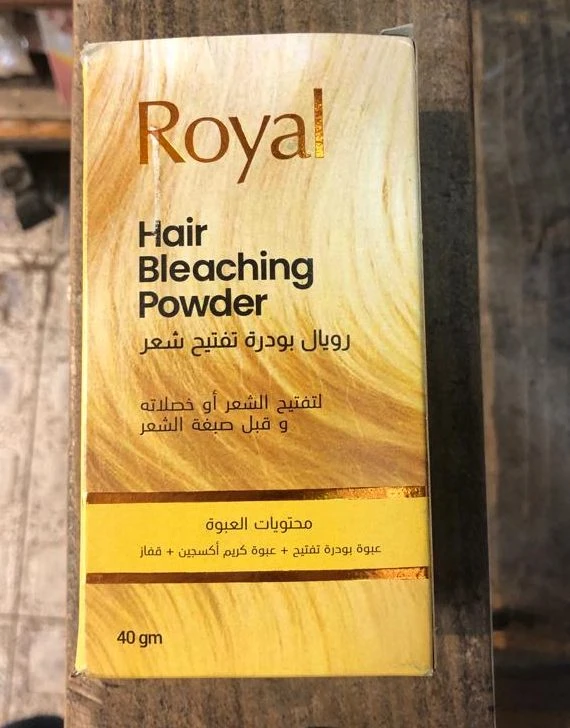 Royal
Hair
Bleaching
Powder
رويال بودرة تفتيح شعر
لتفتيح الشعر أو خصلاته
و قبل صبغة الشعر
محتويات العبوة
عبوة بودرة تفتيح + عبوة كريم أكسجين + قفاز
40 gm